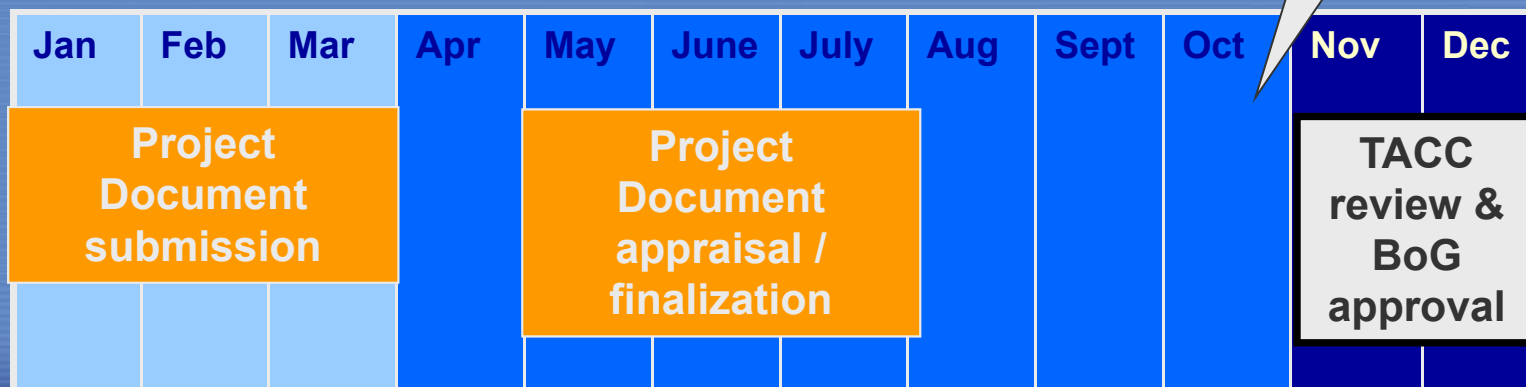 Jan Feb Mar Apr May June July Aug Sept Oct Nov Dec
Project
Document
submission
Project
Document
appraisal /
finalization
TACC
review &
BoG
approval